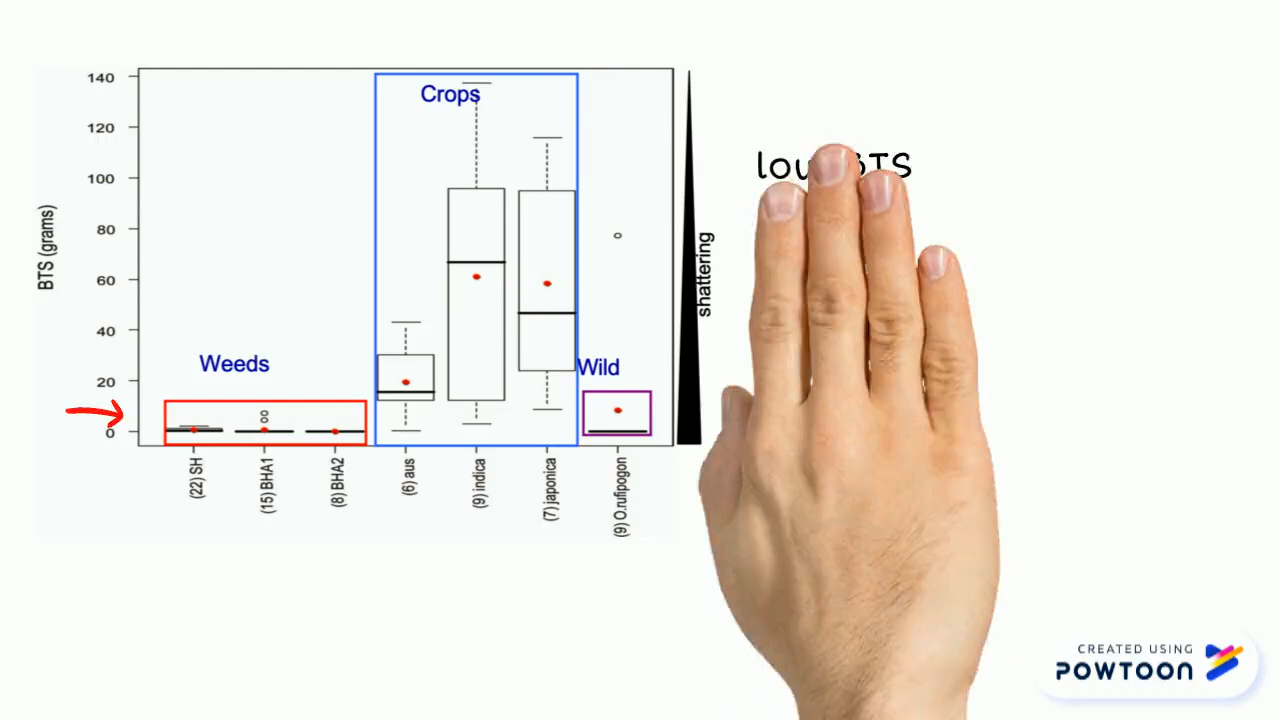 140
120
100
80
60
40
20
0
BTS (grams)
Crops
Weeds
Wild
shattering
(22) SH
(15) BHA1
(8) BHA2
(6) aus
(9) indica
(7) japonica
(9) O.rufipogon
BTS
CREATED USING
POWTOON